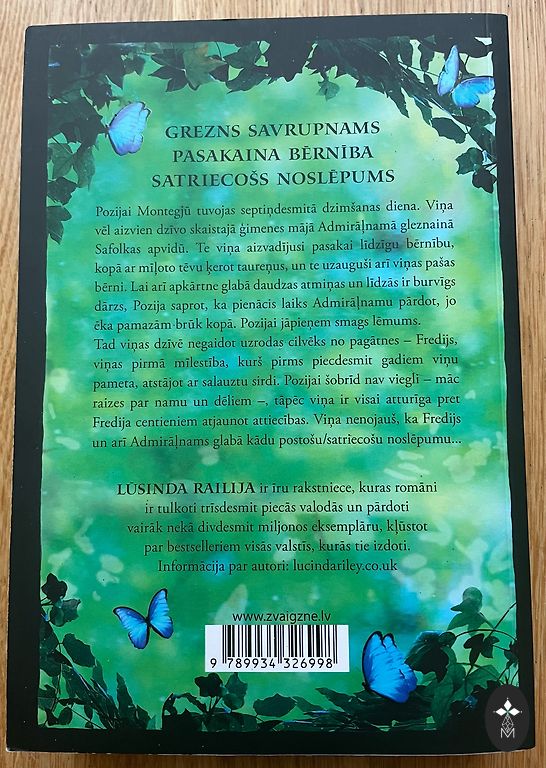 GREZNS SAVRUPNAMS
PASAKAINA BĒRNĪBA
SATRIECOŠS NOSLĒPUMS
Pozijai Montegjū tuvojas septiņdesmitā dzimšanas diena. Viņa
vēl aizvien dzīvo skaistajā ģimenes mājā Admirāļnamā gleznainā
Safolkas apvidū. Te viņa aizvadījusi pasakai līdzīgu bērnību,
kopā ar mīļoto tēvu ķerot taureņus, un te uzauguši arī viņas pašas
bērni. Lai arī apkārtne glabā daudzas atmiņas un līdzās ir burvīgs
dārzs, Pozija saprot, ka pienācis laiks Admirāļnamu pārdot, jo
ēka pamazām brūk kopā. Pozijai jāpieņem smags lēmums.
Tad viņas dzīvē negaidot uzrodas cilvēks no pagātnes – Fredijs,
viņas pirmā mīlestība, kurš pirms piecdesmit gadiem viņu
pameta, atstājot ar salauztu sirdi. Pozijai šobrīd nav viegli – māc
raizes par namu un dēliem –, tāpēc viņa ir visai atturīga pret
Fredija centieniem atjaunot attiecības. Viņa nenojauš, ka Fredijs
un arī Admirāļnams glabā kādu postošu/satriecošu noslēpumu...
LUSINDA RAILIJA ir īru rakstniece, kuras romāni
ir tulkoti trīsdesmit piecās valodās un pārdoti
vairāk nekā divdesmit miljonos eksemplāru, kļūstot
par bestselleriem visās valstīs, kurās tie izdoti.
Informācija par autori: lucindariley.co.uk
www.zvaigzne.lv
9 789934 326998
M